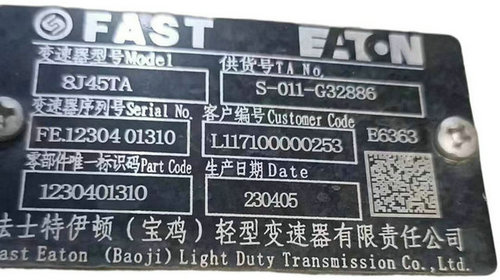 FAST EATON
变速器型号Model 供货号TA No.
8J45TA S-011-G32886
变速器序列号Serial No. 客户编号Customer Code
FE.12304 01310 L117100000253 E6363
零部件唯一标识码Part Code 生产日期Date
1230401310 230405
法士特伊顿（宝鸡）轻型变速器有限责任公司
Fast Eaton (Baoji) Light Duty Transmission Co.,Ltd